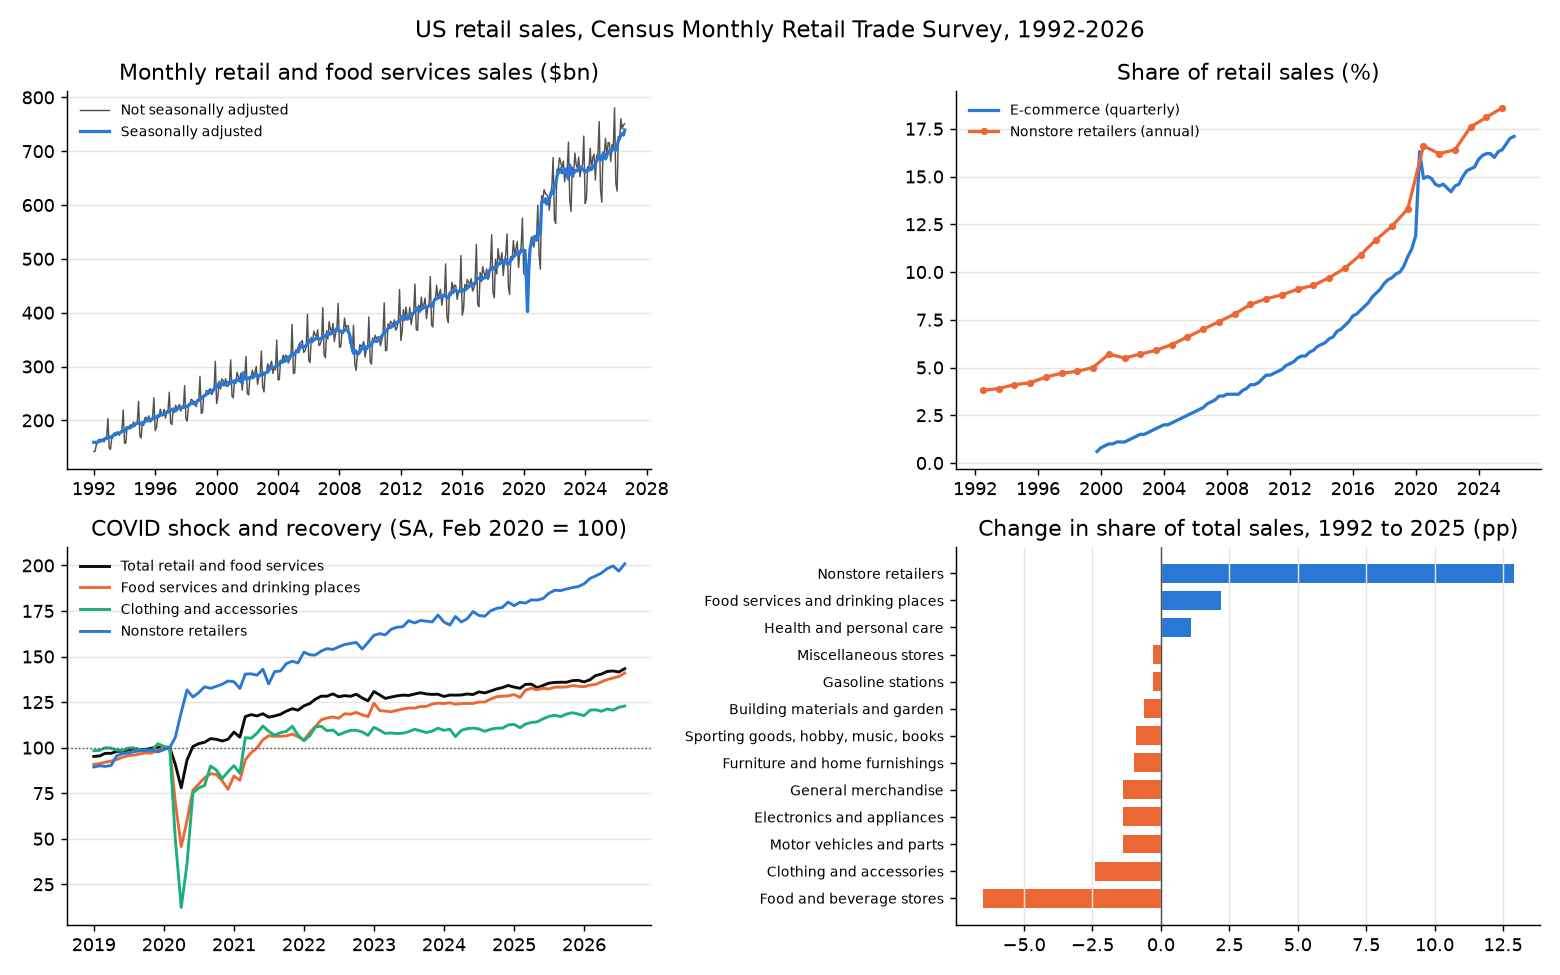 US retail sales, Census Monthly Retail Trade Survey, 1992-2026
Monthly retail and food services sales ($bn)
Not seasonally adjusted
Seasonally adjusted
800
700
600
500
400
300
200
1992 1996 2000 2004 2008 2012 2016 2020 2024 2028
Share of retail sales (%)
E-commerce (quarterly)
Nonstore retailers (annual)
17.5
15.0
12.5
10.0
7.5
5.0
2.5
0.0
1992 1996 2000 2004 2008 2012 2016 2020 2024
COVID shock and recovery (SA, Feb 2020 = 100)
Total retail and food services
Food services and drinking places
Clothing and accessories
Nonstore retailers
200
175
150
125
100
75
50
25
2019 2020 2021 2022 2023 2024 2025 2026
Change in share of total sales, 1992 to 2025 (pp)
Nonstore retailers
Food services and drinking places
Health and personal care
Miscellaneous stores
Gasoline stations
Building materials and garden
Sporting goods, hobby, music, books
Furniture and home furnishings
General merchandise
Electronics and appliances
Motor vehicles and parts
Clothing and accessories
Food and beverage stores
−5.0 −2.5 0.0 2.5 5.0 7.5 10.0 12.5